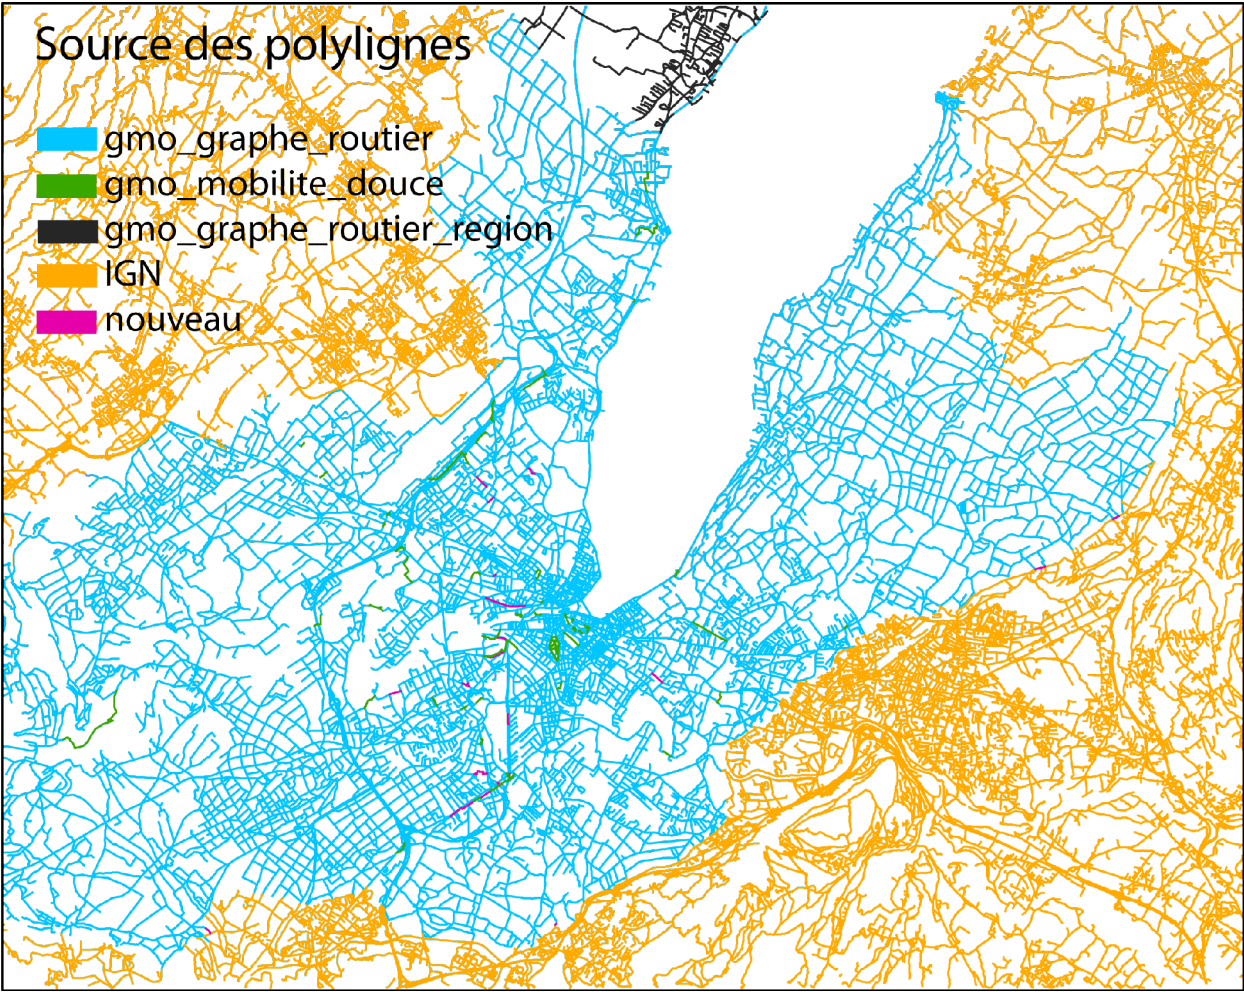 Source des polylignes
gmo_graphe_routier
gmo_mobilite_douce
gmo_graphe_routier_region
IGN
nouveau